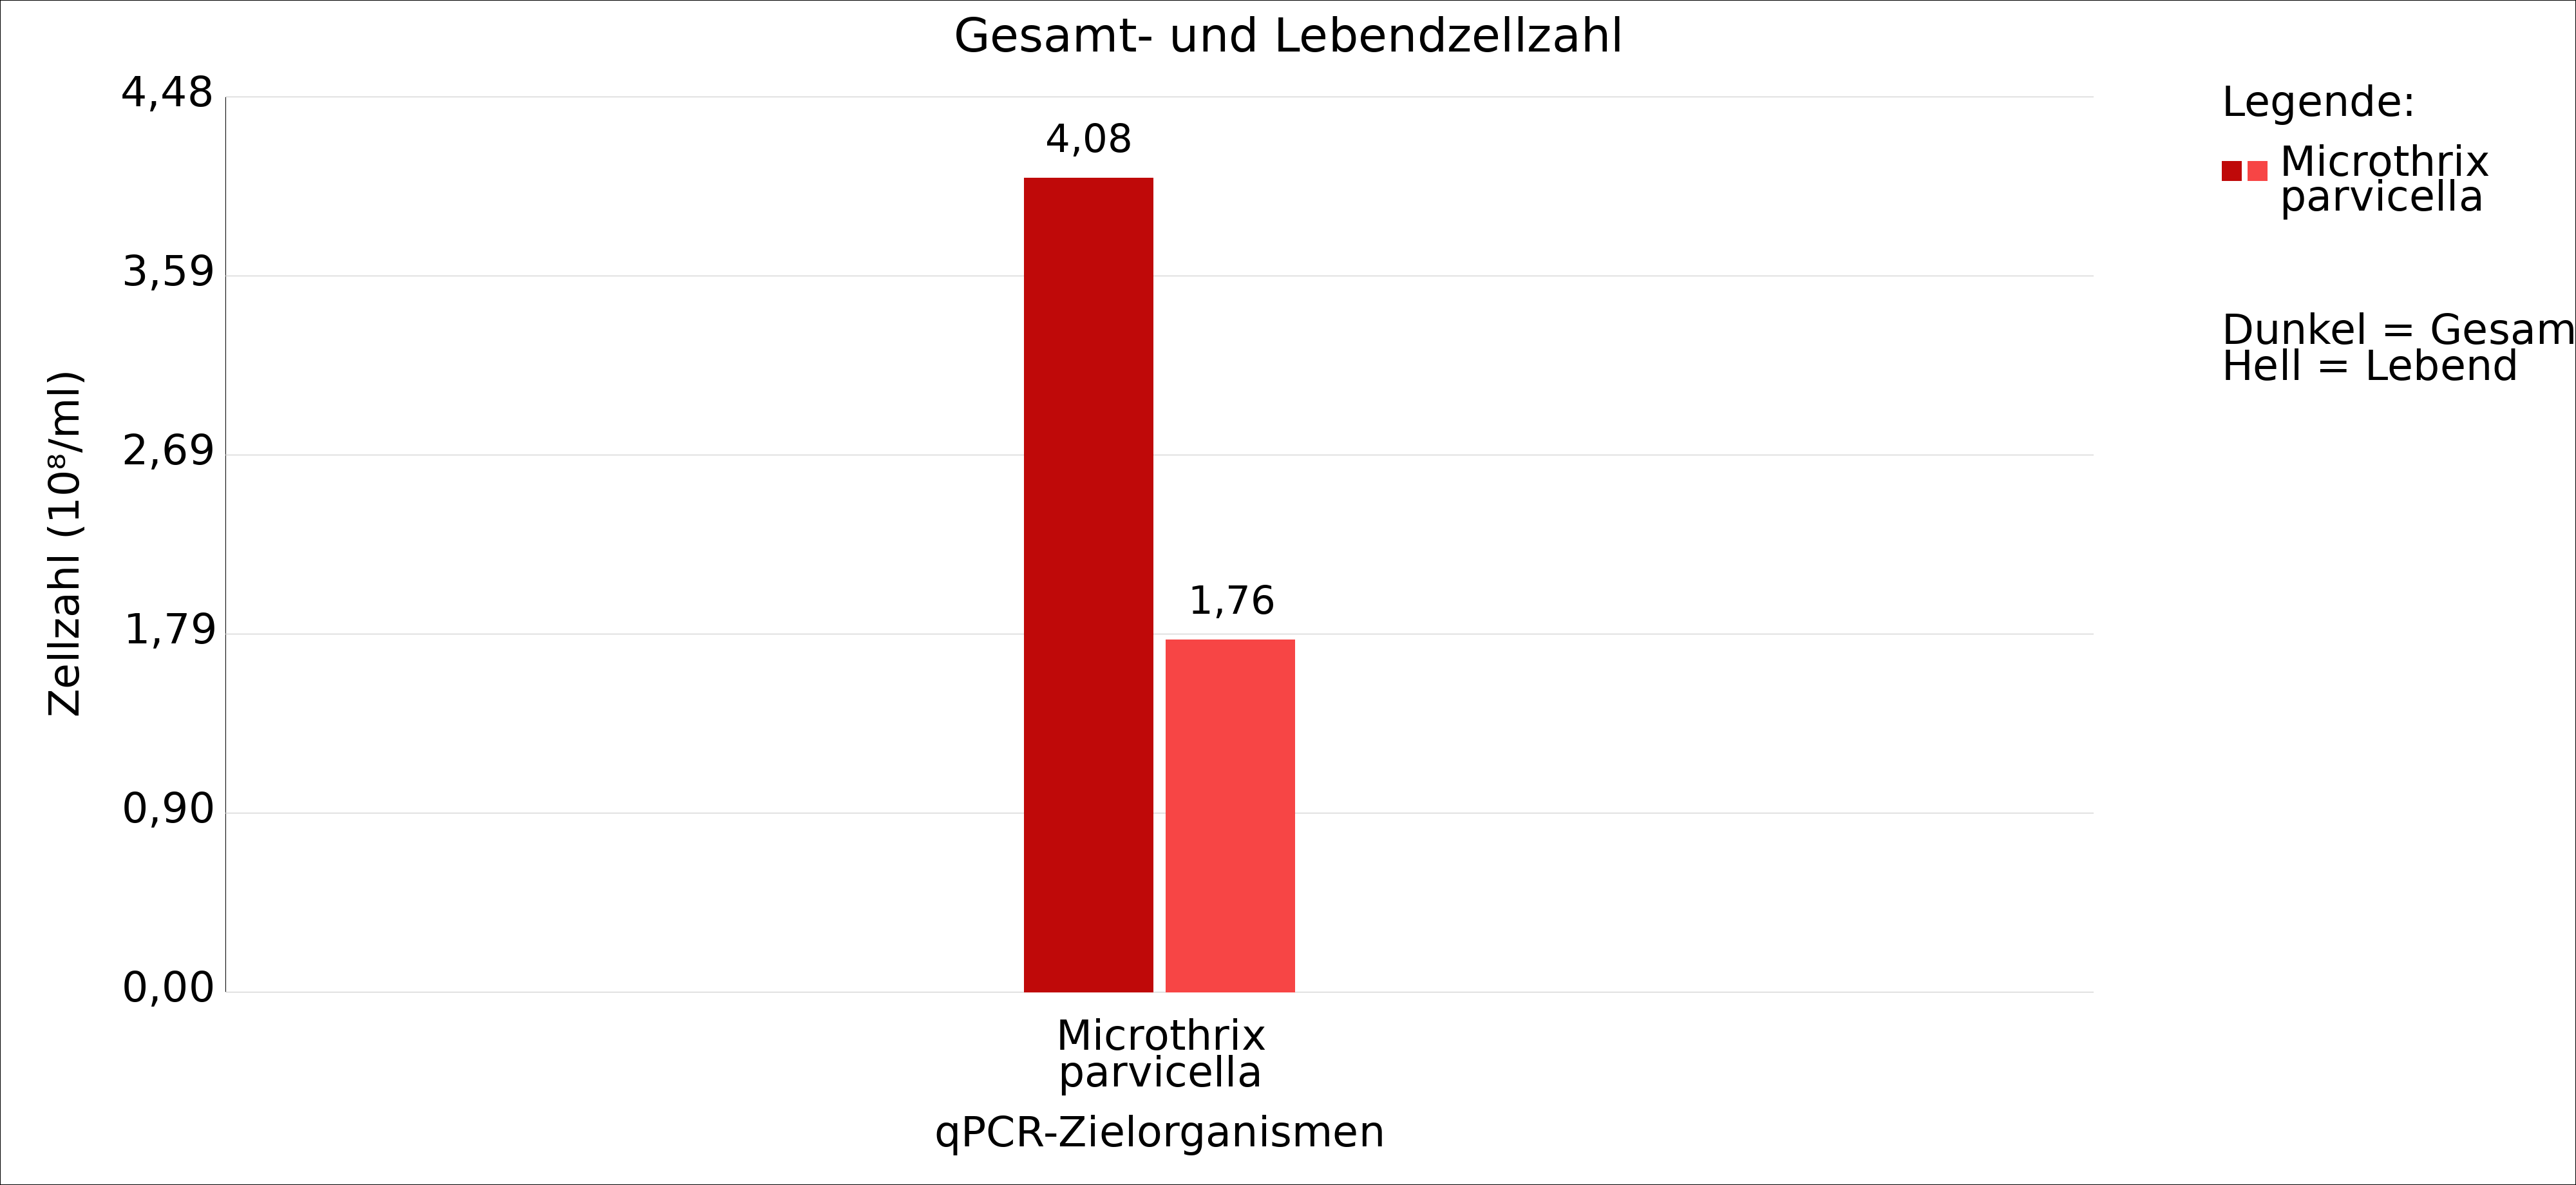 Gesamt- und Lebendzellzahl
4,48
3,59
2,69
1,79
0,90
0,00
Zellzahl (10⁸/ml)
4,08
1,76
Microthrix
parvicella
qPCR-Zielorganismen
Legende:
Microthrix
parvicella
Dunkel = Gesam
Hell = Lebend